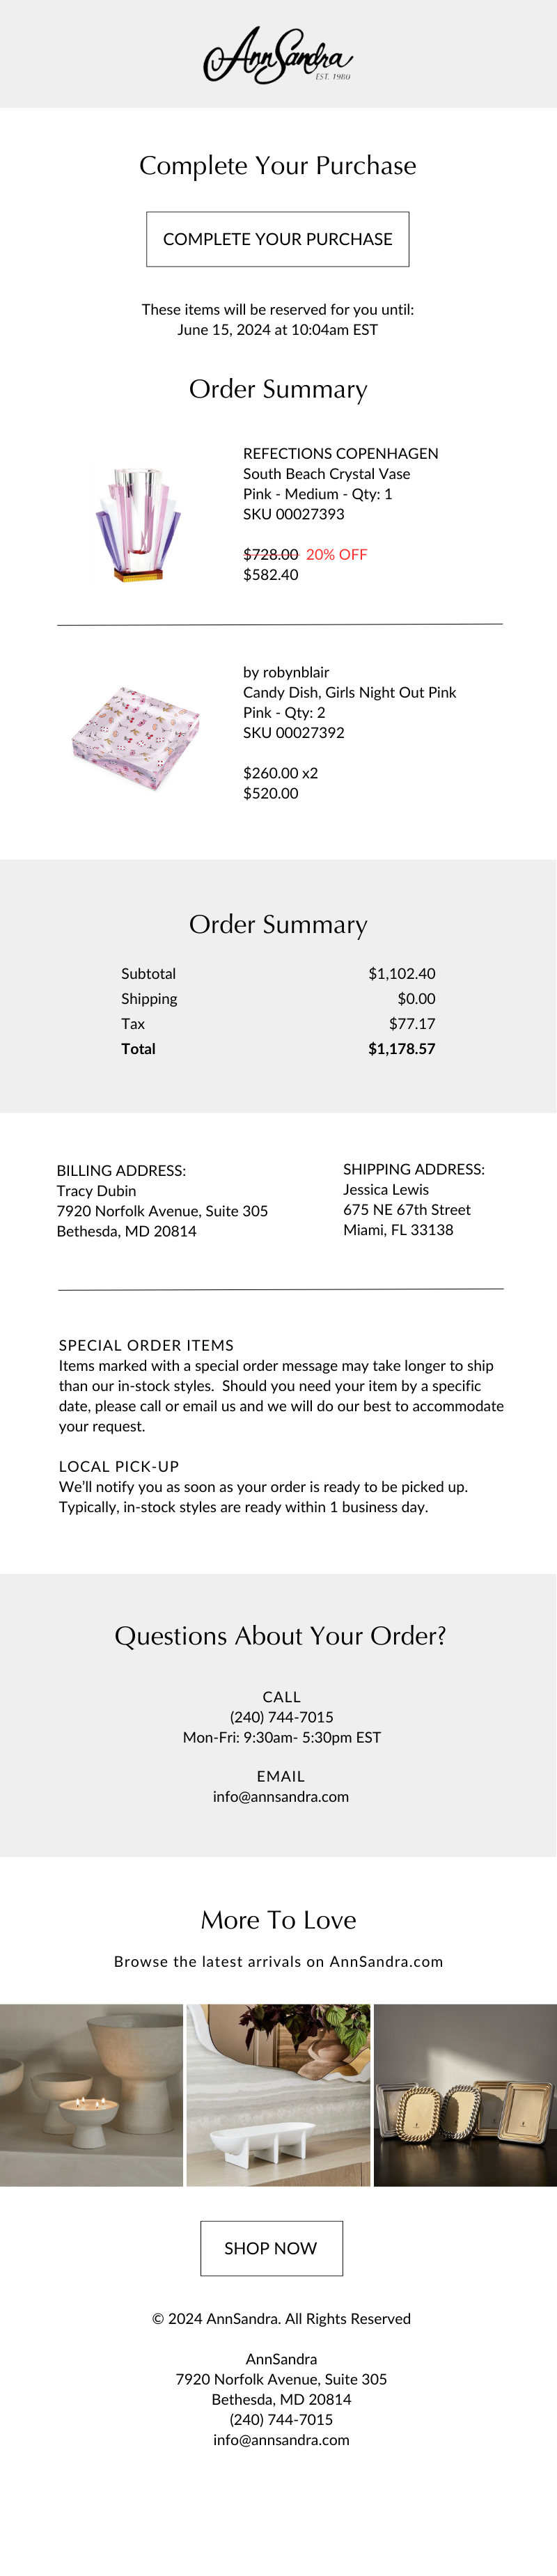 AnnSandra
EST. 1980
Complete Your Purchase
COMPLETE YOUR PURCHASE
These items will be reserved for you until:
June 15, 2024 at 10:04am EST
Order Summary
REFECTIONS COPENHAGEN
South Beach Crystal Vase
Pink - Medium - Qty: 1
SKU 00027393
$728.00 20% OFF
$582.40
by robynblair
Candy Dish, Girls Night Out Pink
Pink - Qty: 2
SKU 00027392
$260.00 x2
$520.00
Order Summary
Subtotal $1,102.40
Shipping $0.00
Tax $77.17
Total $1,178.57
BILLING ADDRESS:
Tracy Dubin
7920 Norfolk Avenue, Suite 305
Bethesda, MD 20814
SHIPPING ADDRESS:
Jessica Lewis
675 NE 67th Street
Miami, FL 33138
SPECIAL ORDER ITEMS
Items marked with a special order message may take longer to ship
than our in-stock styles.  Should you need your item by a specific
date, please call or email us and we will do our best to accommodate
your request.
LOCAL PICK-UP
We'll notify you as soon as your order is ready to be picked up.
Typically, in-stock styles are ready within 1 business day.
Questions About Your Order?
CALL
(240) 744-7015
Mon-Fri: 9:30am- 5:30pm EST
EMAIL
info@annsandra.com
More To Love
Browse the latest arrivals on AnnSandra.com
SHOP NOW
© 2024 AnnSandra. All Rights Reserved
AnnSandra
7920 Norfolk Avenue, Suite 305
Bethesda, MD 20814
(240) 744-7015
info@annsandra.com